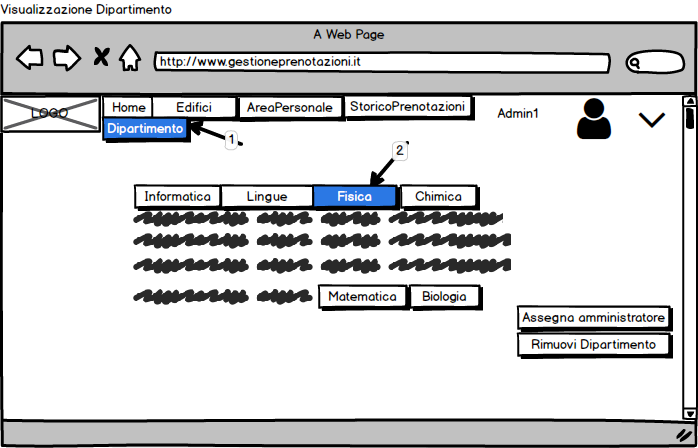 Visualizzazione Dipartimento
A Web Page
http://www.gestioneprenotazioni.it
LOGO
Home Edifici AreaPersonale StoricoPrenotazioni Admin1
Dipartimento
1
2
Informatica Lingue Fisica Chimica
Matematica Biologia
Assegna amministratore
Rimuovi Dipartimento